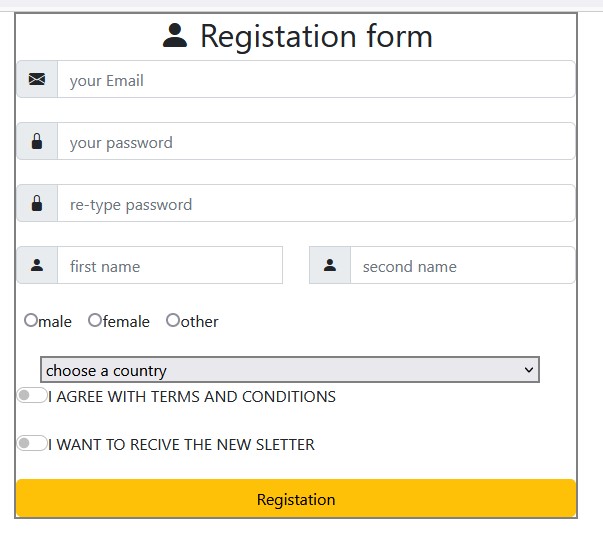 Registation form
your Email
your password
re-type password
first name second name
male female other
choose a country
I AGREE WITH TERMS AND CONDITIONS
I WANT TO RECIVE THE NEW SLETTER
Registation